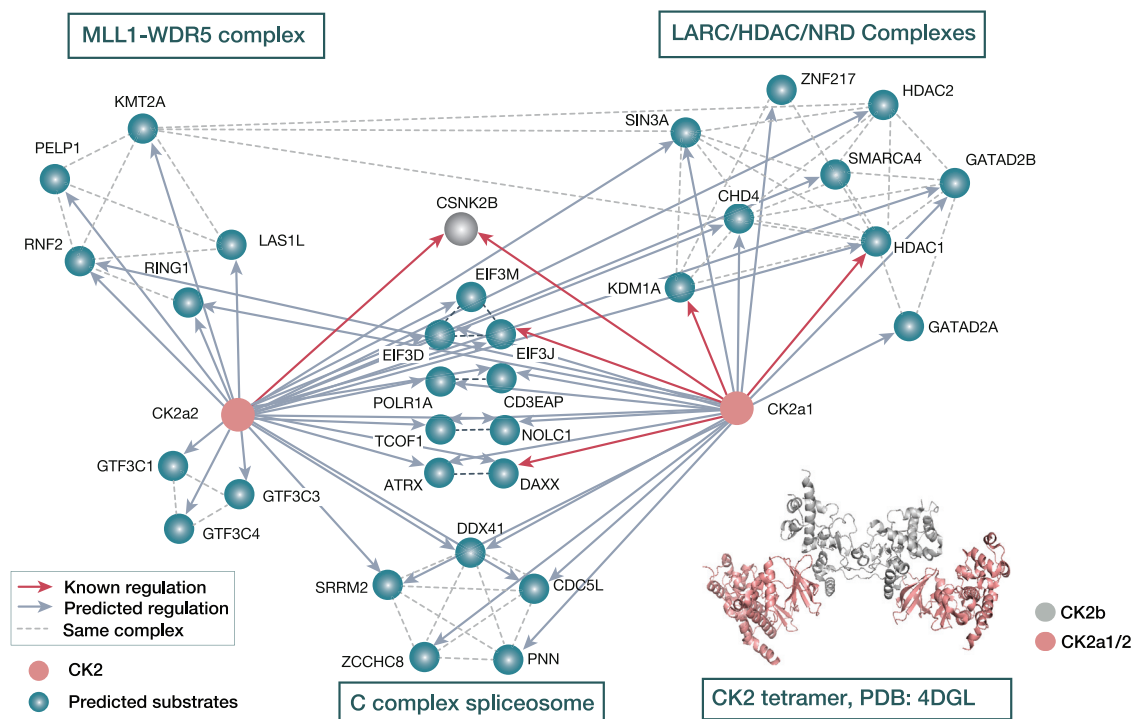 MLL1-WDR5 complex
LARC/HDAC/NRD Complexes
ZNF217
HDAC2
KMT2A
SIN3A
PELP1
SMARCA4
GATAD2B
CSNK2B
CHD4
LAS1L
RNF2
HDAC1
RING1
EIF3M
KDM1A
GATAD2A
EIF3D
EIF3J
POLR1A
CD3EAP
CK2a2
CK2a1
TCOF1
NOLC1
GTF3C1
ATRX
DAXX
GTF3C3
GTF3C4
DDX41
SRRM2
CDC5L
ZCCHC8
PNN
Known regulation
Predicted regulation
Same complex
CK2
Predicted substrates
CK2b
CK2a1/2
C complex spliceosome
CK2 tetramer, PDB: 4DGL